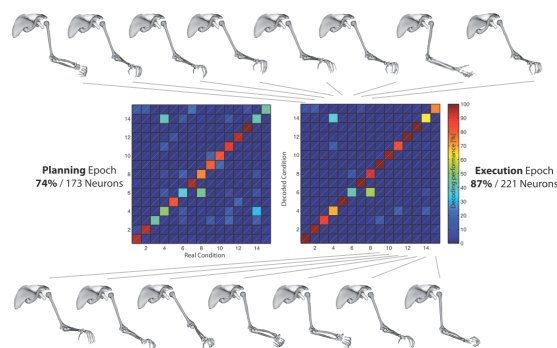 Planning Epoch
74% / 173 Neurons
14
12
10
8
6
4
2
2 4 6 8 10 12 14
Real Condition
Decoded Condition
14
12
10
8
6
4
2
2 4 6 8 10 12 14
Decoding performance [%]
100
90
80
70
60
50
40
30
20
10
0
Execution Epoch
87% / 221 Neurons